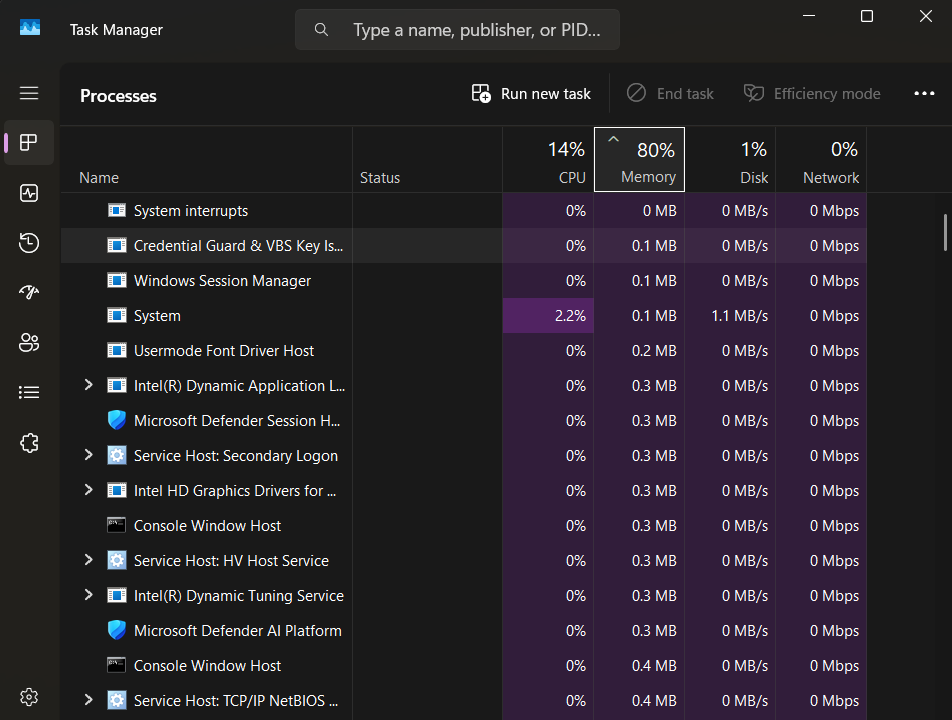 Task Manager
Type a name, publisher, or PID...
Processes
Run new task
End task
Efficiency mode
14% 80% 1% 0%
Name Status CPU Memory Disk Network
System interrupts 0% 0 MB 0 MB/s 0 Mbps
Credential Guard & VBS Key Is... 0% 0.1 MB 0 MB/s 0 Mbps
Windows Session Manager 0% 0.1 MB 0 MB/s 0 Mbps
System 2.2% 0.1 MB 1.1 MB/s 0 Mbps
Usermode Font Driver Host 0% 0.2 MB 0 MB/s 0 Mbps
Intel(R) Dynamic Application L... 0% 0.3 MB 0 MB/s 0 Mbps
Microsoft Defender Session H... 0% 0.3 MB 0 MB/s 0 Mbps
Service Host: Secondary Logon 0% 0.3 MB 0 MB/s 0 Mbps
Intel HD Graphics Drivers for ... 0% 0.3 MB 0 MB/s 0 Mbps
Console Window Host 0% 0.3 MB 0 MB/s 0 Mbps
Service Host: HV Host Service 0% 0.3 MB 0 MB/s 0 Mbps
Intel(R) Dynamic Tuning Service 0% 0.3 MB 0 MB/s 0 Mbps
Microsoft Defender AI Platform 0% 0.3 MB 0 MB/s 0 Mbps
Console Window Host 0% 0.4 MB 0 MB/s 0 Mbps
Service Host: TCP/IP NetBIOS ... 0% 0.4 MB 0 MB/s 0 Mbps